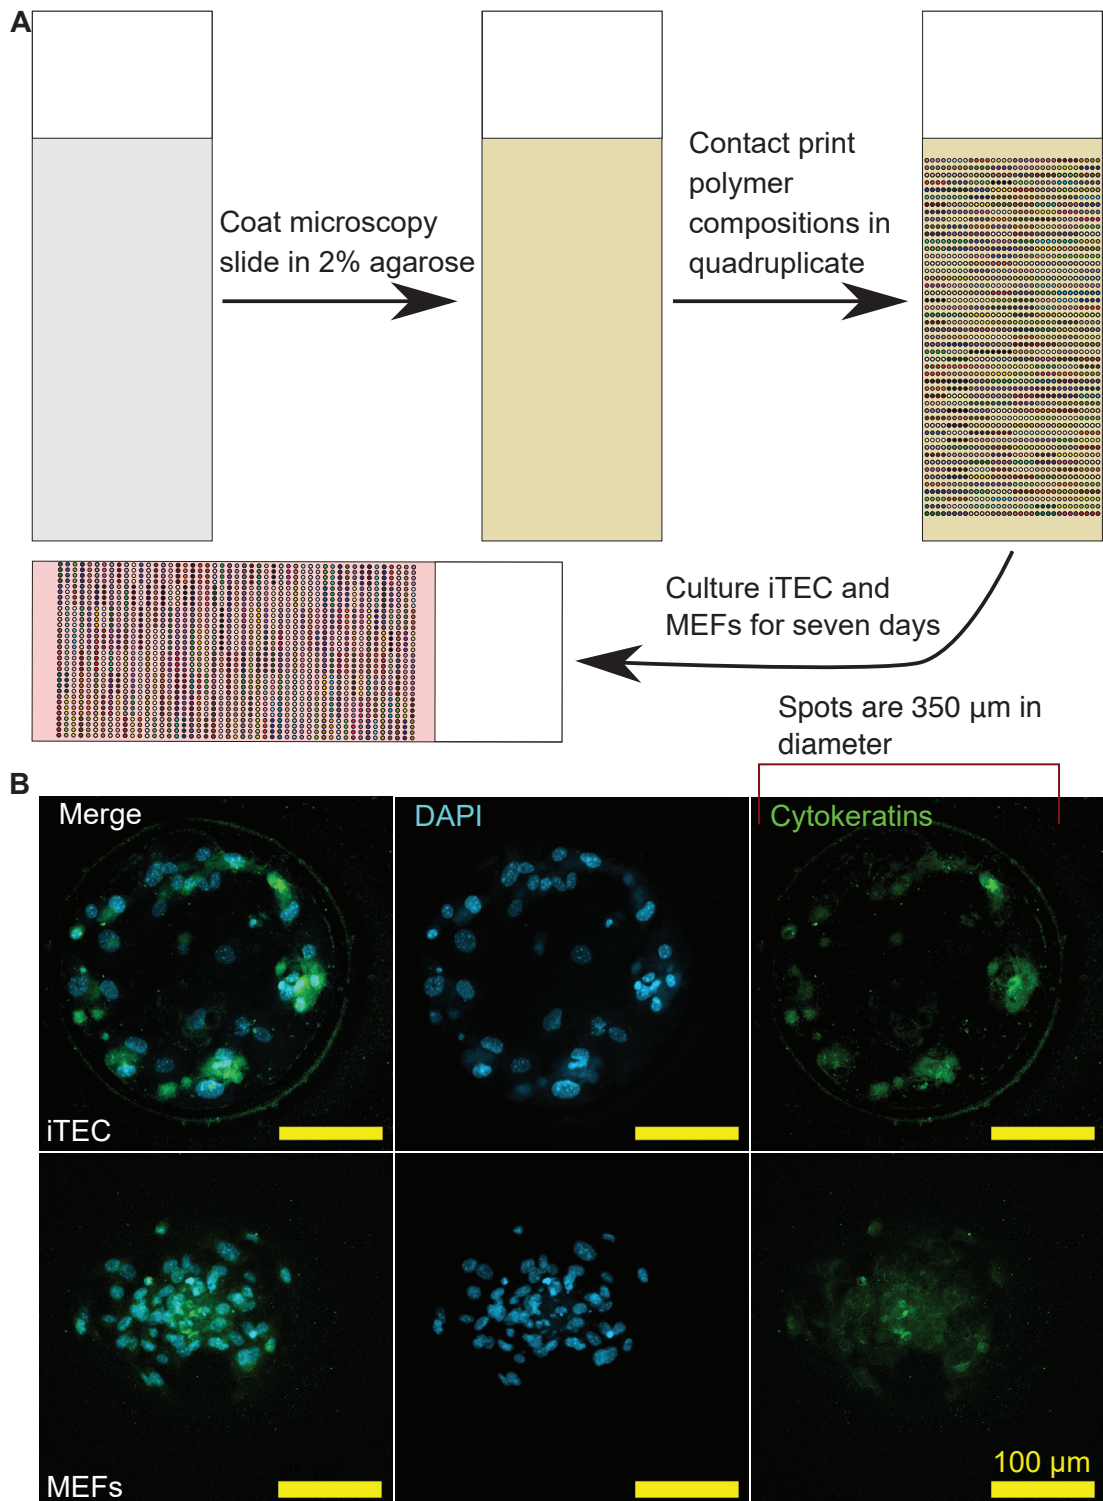 A
Coat microscopy
slide in 2% agarose
Contact print
polymer
compositions in
quadruplicate
Culture iTEC and
MEFs for seven days
Spots are 350 µm in
diameter
B
Merge
DAPI
Cytokeratins
iTEC
MEFs
100 µm